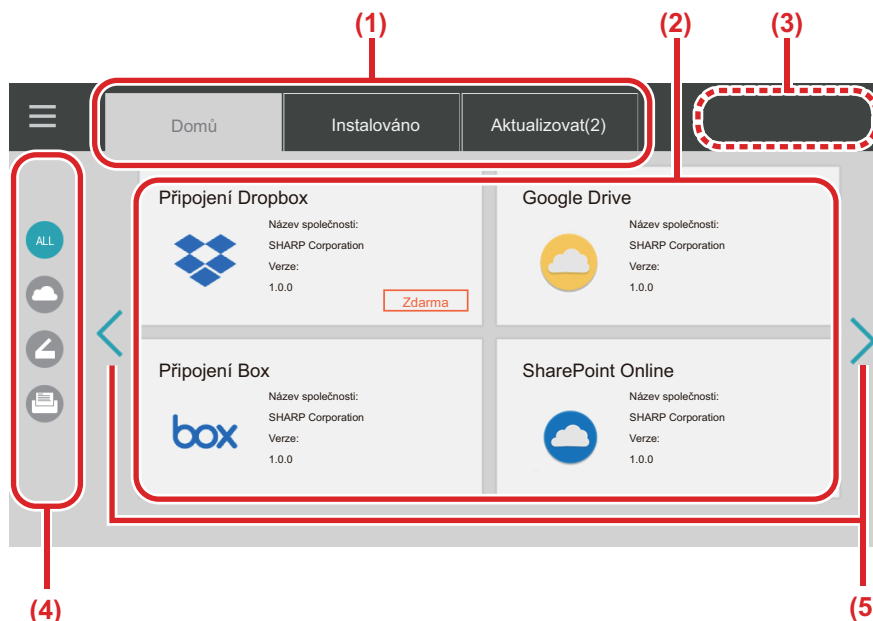 (1) (2) (3)
Domů Instalováno Aktualizovat(2)
ALL
Připojení Dropbox
Název společnosti:
SHARP Corporation
Verze:
1.0.0
Zdarma
Google Drive
Název společnosti:
SHARP Corporation
Verze:
1.0.0
Připojení Box
box
Název společnosti:
SHARP Corporation
Verze:
1.0.0
SharePoint Online
Název společnosti:
SHARP Corporation
Verze:
1.0.0
(4) (5